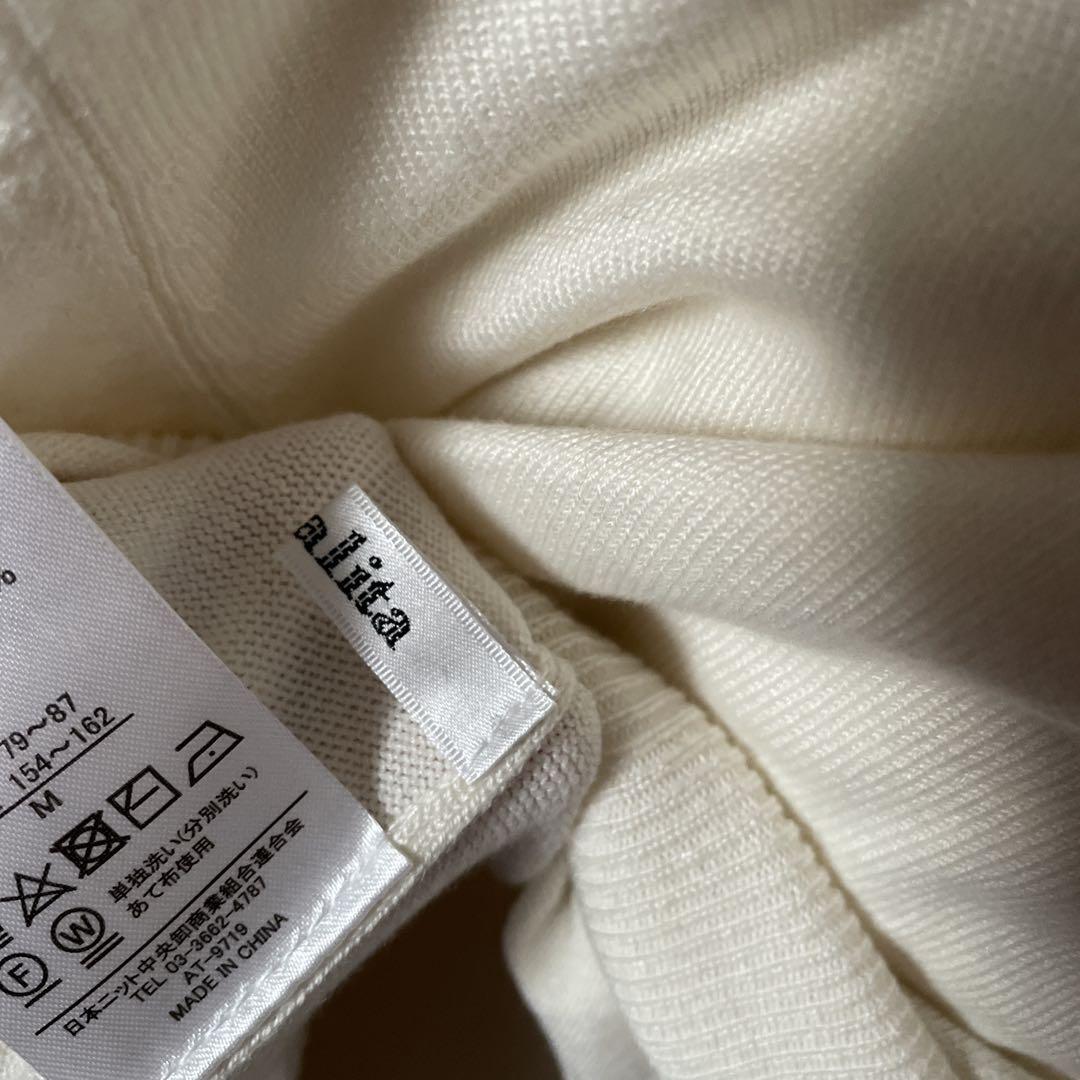 alita
%
79～87
154～162
M
単独洗い(分別洗い)
あて布使用
W
F
日本ニット中央卸商業組合連合会
TEL 03-3662-4787
AT-9719
MADE IN CHINA